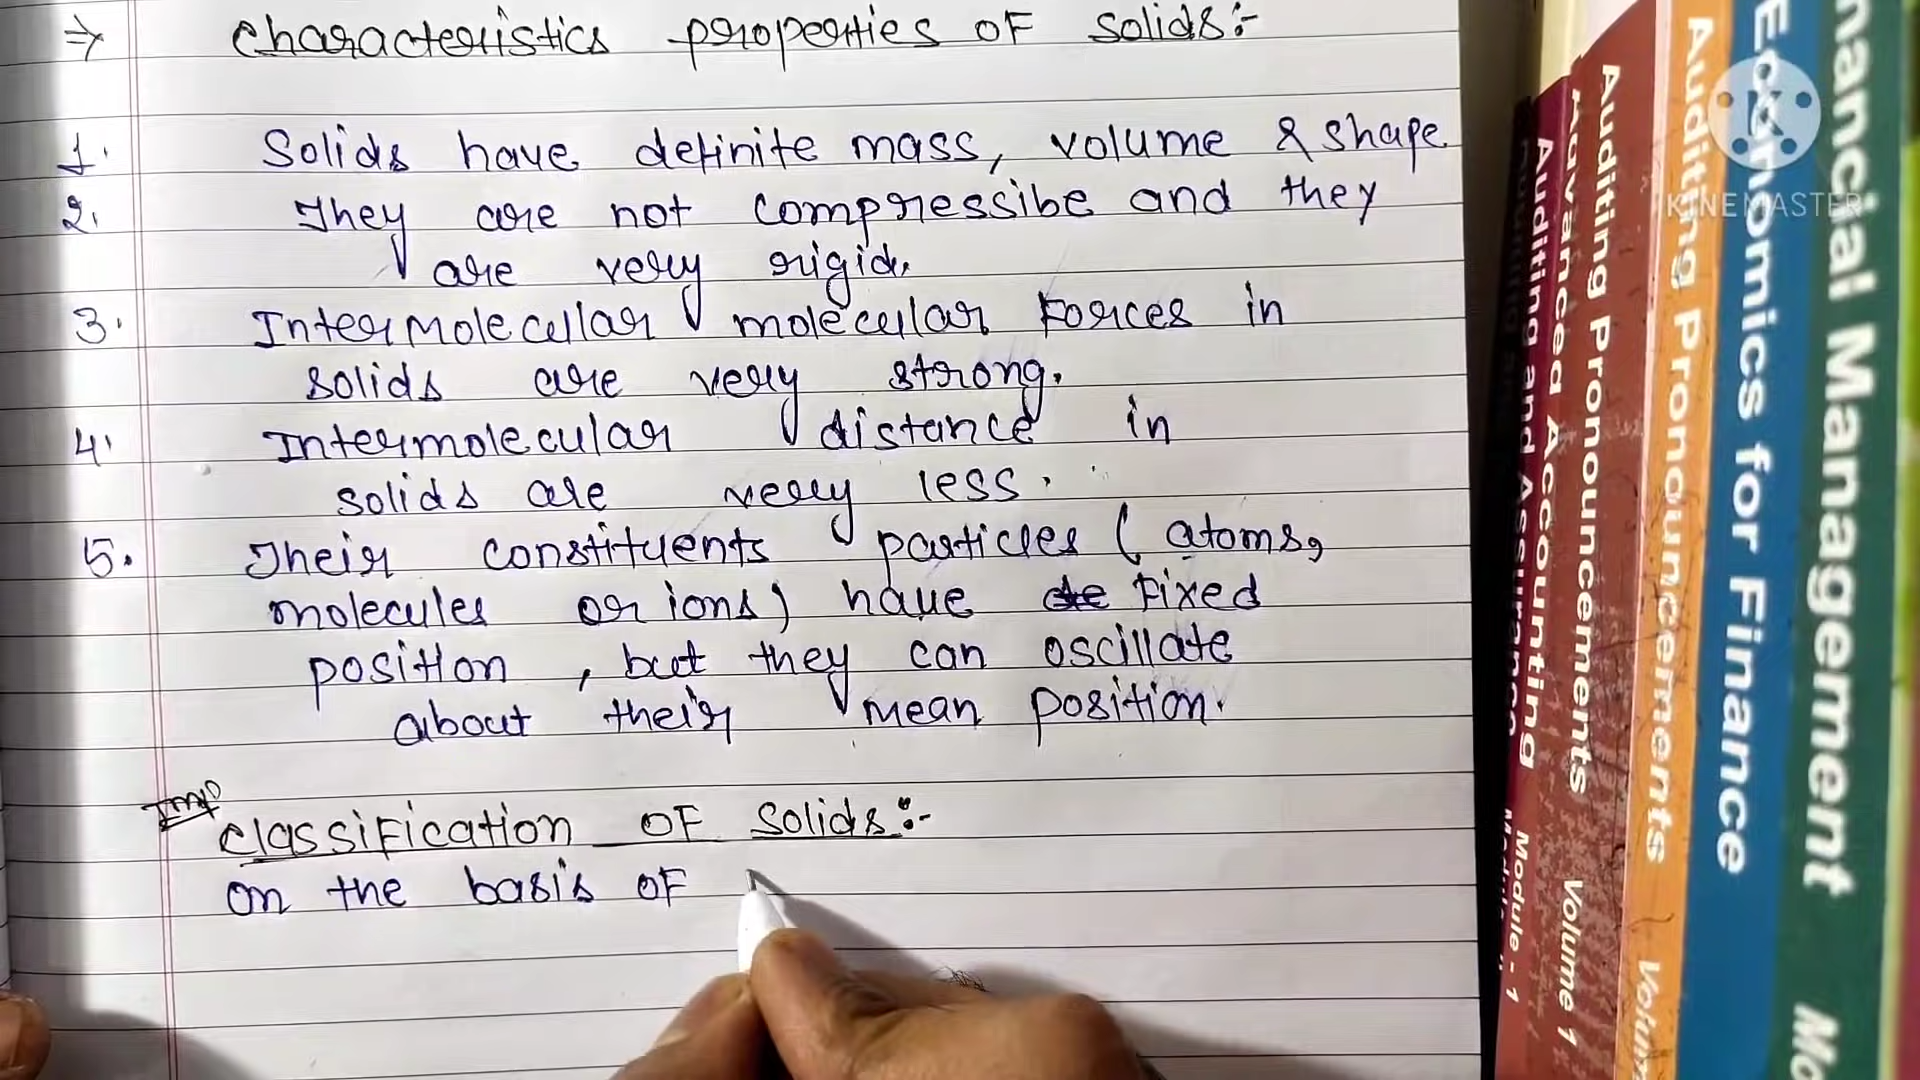 ⇒ Characteristics properties of solids:-
1. Solids have definite mass, volume & shape
2. They are not compressibe and they
are very rigid.
3. Intermolecular molecular Forces in
solids are very strong.
4. Intermolecular distance in
solids are very less.
5. Their constituents particles ( atoms,
molecules or ions) have de Fixed
position , but they can oscillate
about their mean position.
Imp
Classification of solids:-
on the basis of
Auditing and Assurance Module - 1
Advanced Accounting
Auditing Pronouncements Volume 1
Auditing Pronouncements
Economics for Finance
nancial Management
K
KINEMASTER